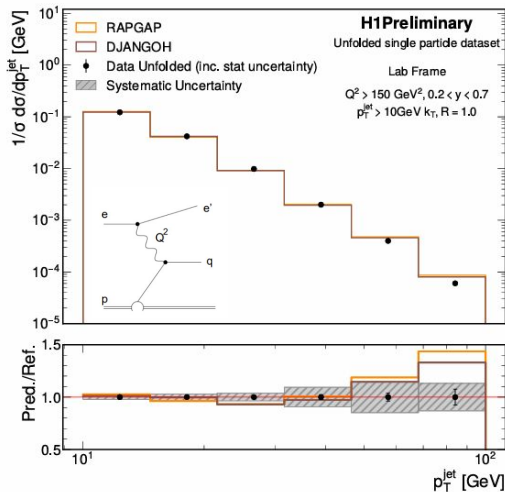 RAPGAP
DJANGOH
Data Unfolded (inc. stat uncertainty)
Systematic Uncertainty
H1Preliminary
Unfolded single particle dataset
Lab Frame
Q² > 150 GeV², 0.2 < y < 0.7
p_T^jet > 10GeV k_T, R = 1.0
1/σ dσ/dp_T^jet [GeV]
10¹
10⁰
10⁻¹
10⁻²
10⁻³
10⁻⁴
10⁻⁵
e
e'
Q²
q
p
Pred./Ref.
1.5
1.0
0.5
10¹
10²
p_T^jet [GeV]